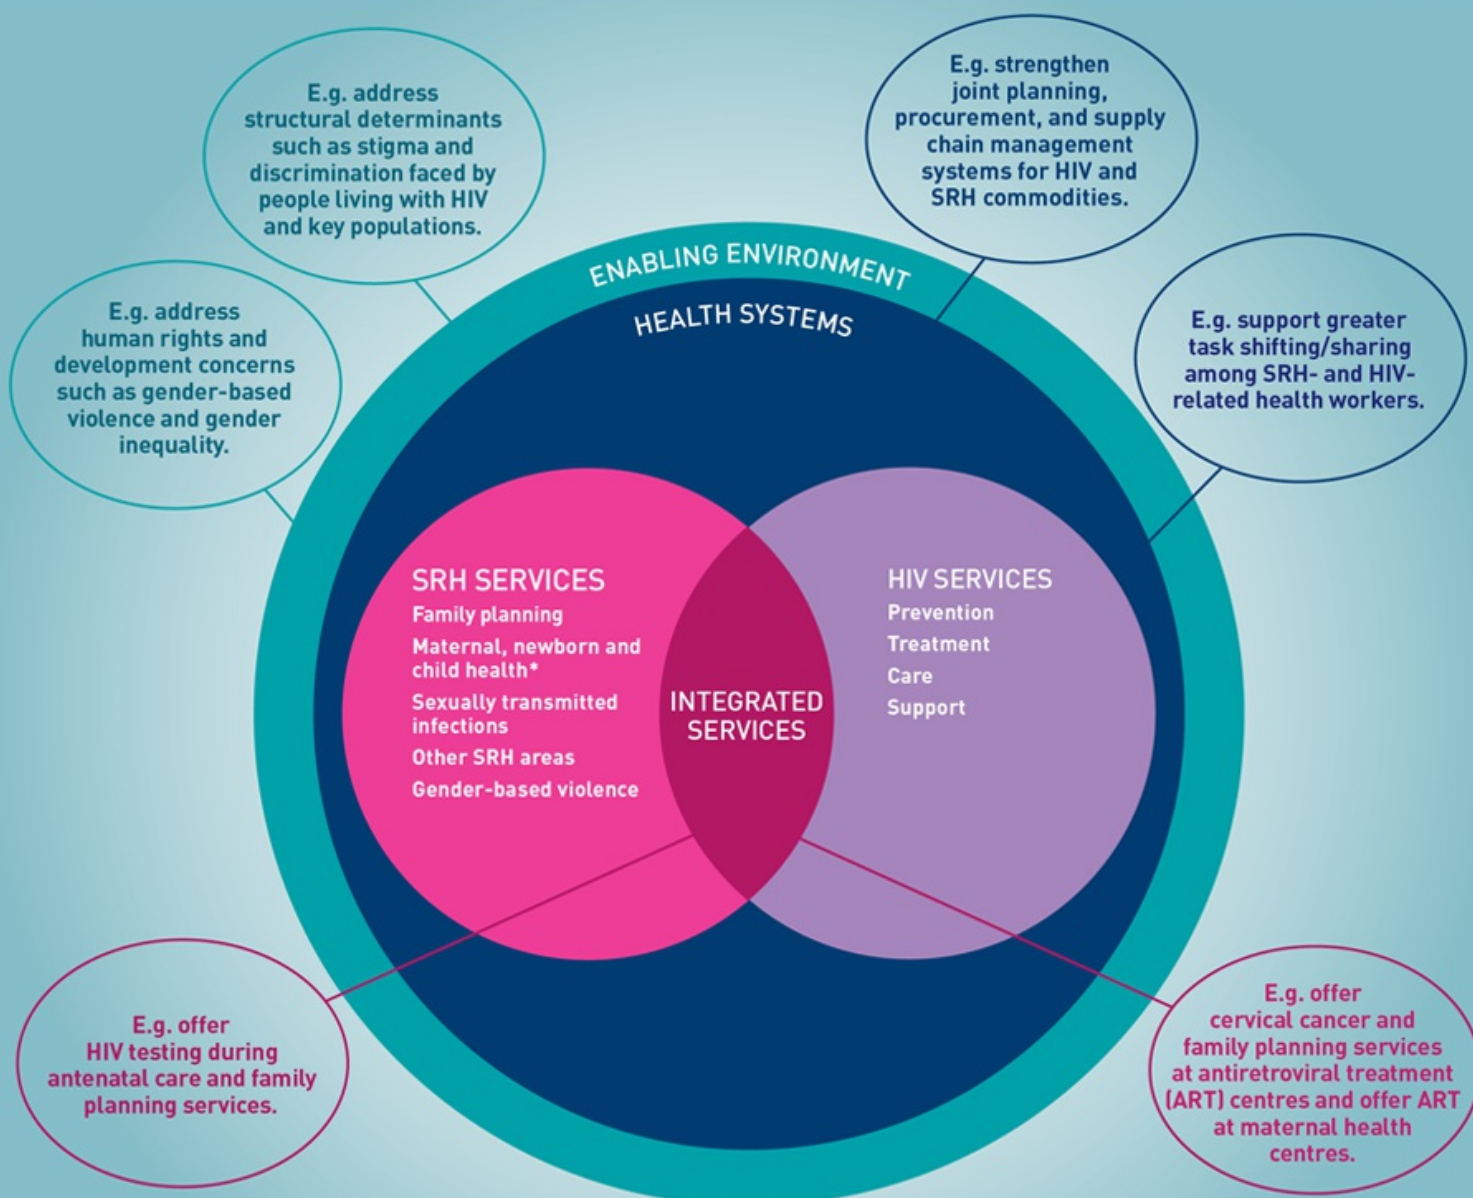 E.g. address
structural determinants
such as stigma and
discrimination faced by
people living with HIV
and key populations.
E.g. strengthen
joint planning,
procurement, and supply
chain management
systems for HIV and
SRH commodities.
E.g. address
human rights and
development concerns
such as gender-based
violence and gender
inequality.
E.g. support greater
task shifting/sharing
among SRH- and HIV-
related health workers.
ENABLING ENVIRONMENT
HEALTH SYSTEMS
SRH SERVICES
Family planning
Maternal, newborn and
child health*
Sexually transmitted
infections
Other SRH areas
Gender-based violence
INTEGRATED
SERVICES
HIV SERVICES
Prevention
Treatment
Care
Support
E.g. offer
HIV testing during
antenatal care and family
planning services.
E.g. offer
cervical cancer and
family planning services
at antiretroviral treatment
(ART) centres and offer ART
at maternal health
centres.